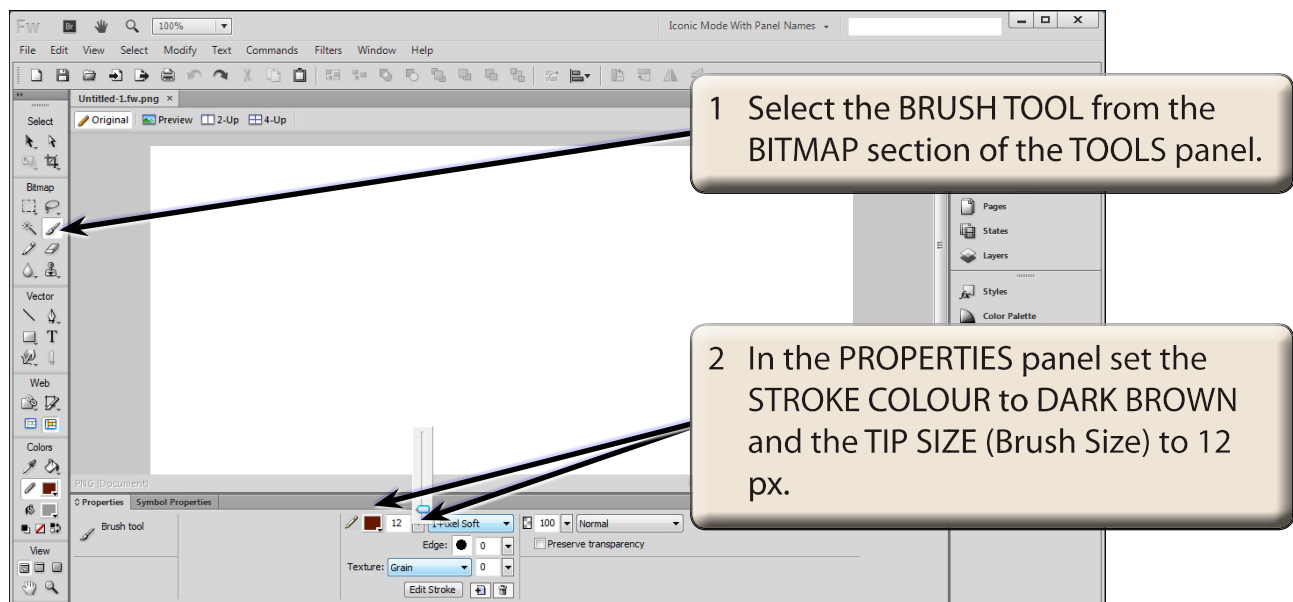 Fw Br 100% Iconic Mode With Panel Names
File Edit View Select Modify Text Commands Filters Window Help
Untitled-1.fw.png ×
Select Original Preview 2-Up 4-Up
1 Select the BRUSH TOOL from the
BITMAP section of the TOOLS panel.
Bitmap
Pages
States
Layers
Styles
Color Palette
Vector
T
Web
Colors
2 In the PROPERTIES panel set the
STROKE COLOUR to DARK BROWN
and the TIP SIZE (Brush Size) to 12
px.
PNG (Document)
Properties Symbol Properties
Brush tool 12 1-Pixel Soft 100 Normal
Edge: 0 Preserve transparency
View
Texture: Grain 0
Edit Stroke